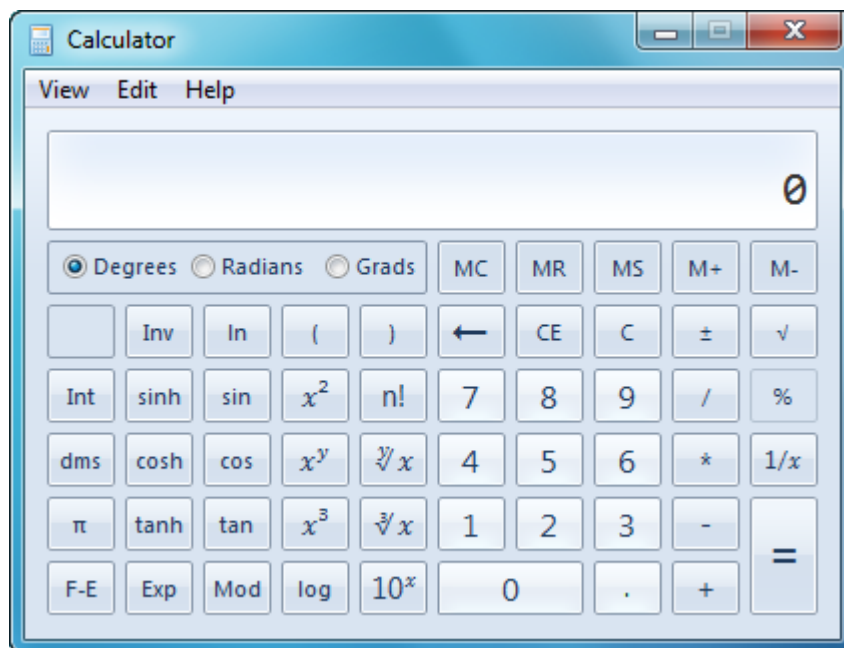 Calculator
View Edit Help
0
Degrees Radians Grads MC MR MS M+ M-
Inv ln ( ) ← CE C ± √
Int sinh sin x² n! 7 8 9 / %
dms cosh cos xʸ ʸ√x 4 5 6 * 1/x
π tanh tan x³ ³√x 1 2 3 - =
F-E Exp Mod log 10ˣ 0 . +